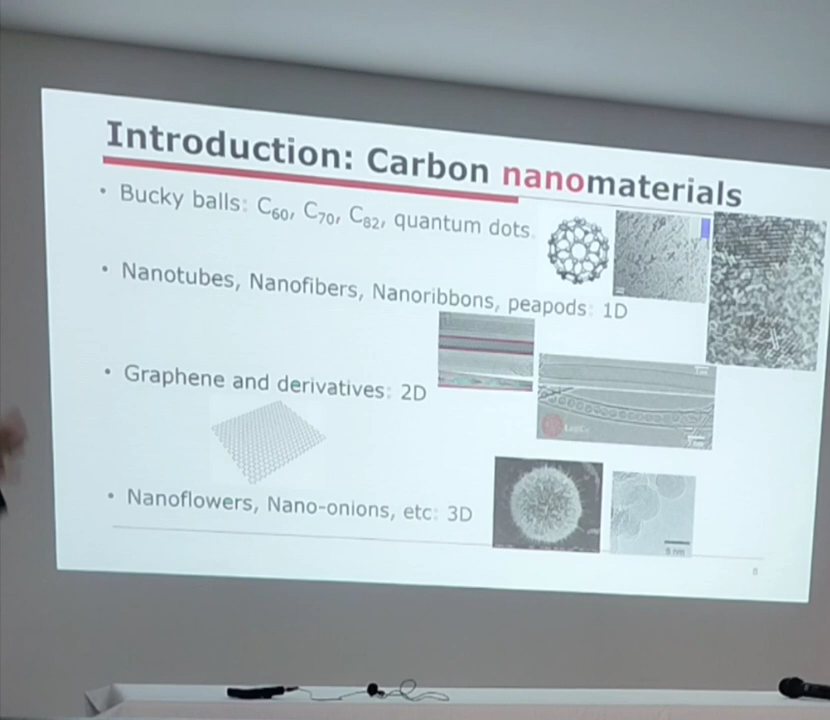 Introduction: Carbon nanomaterials
• Bucky balls: C₆₀, C₇₀, C₈₂, quantum dots
• Nanotubes, Nanofibers, Nanoribbons, peapods: 1D
• Graphene and derivatives: 2D
• Nanoflowers, Nano-onions, etc: 3D
8